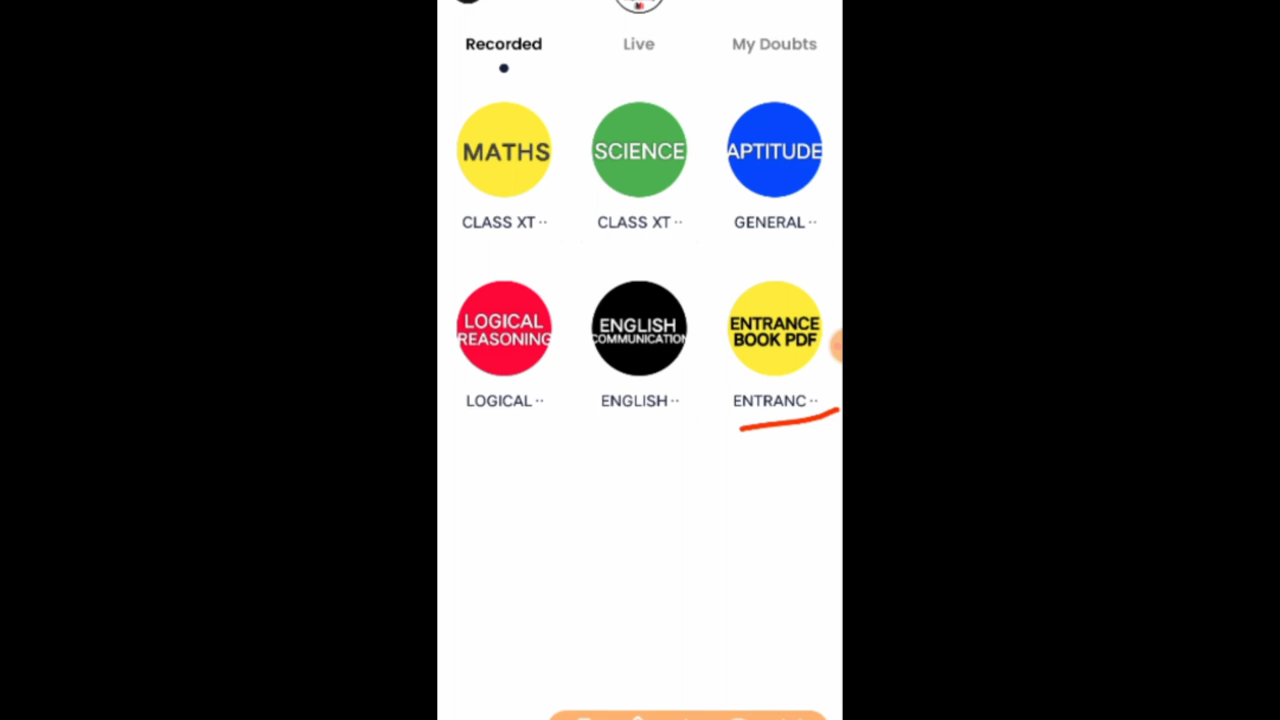 Recorded
Live
My Doubts
MATHS
SCIENCE
APTITUDE
CLASS XT ··
CLASS XT ··
GENERAL ··
LOGICAL
REASONING
ENGLISH
COMMUNICATION
ENTRANCE
BOOK PDF
LOGICAL ··
ENGLISH ··
ENTRANC ··